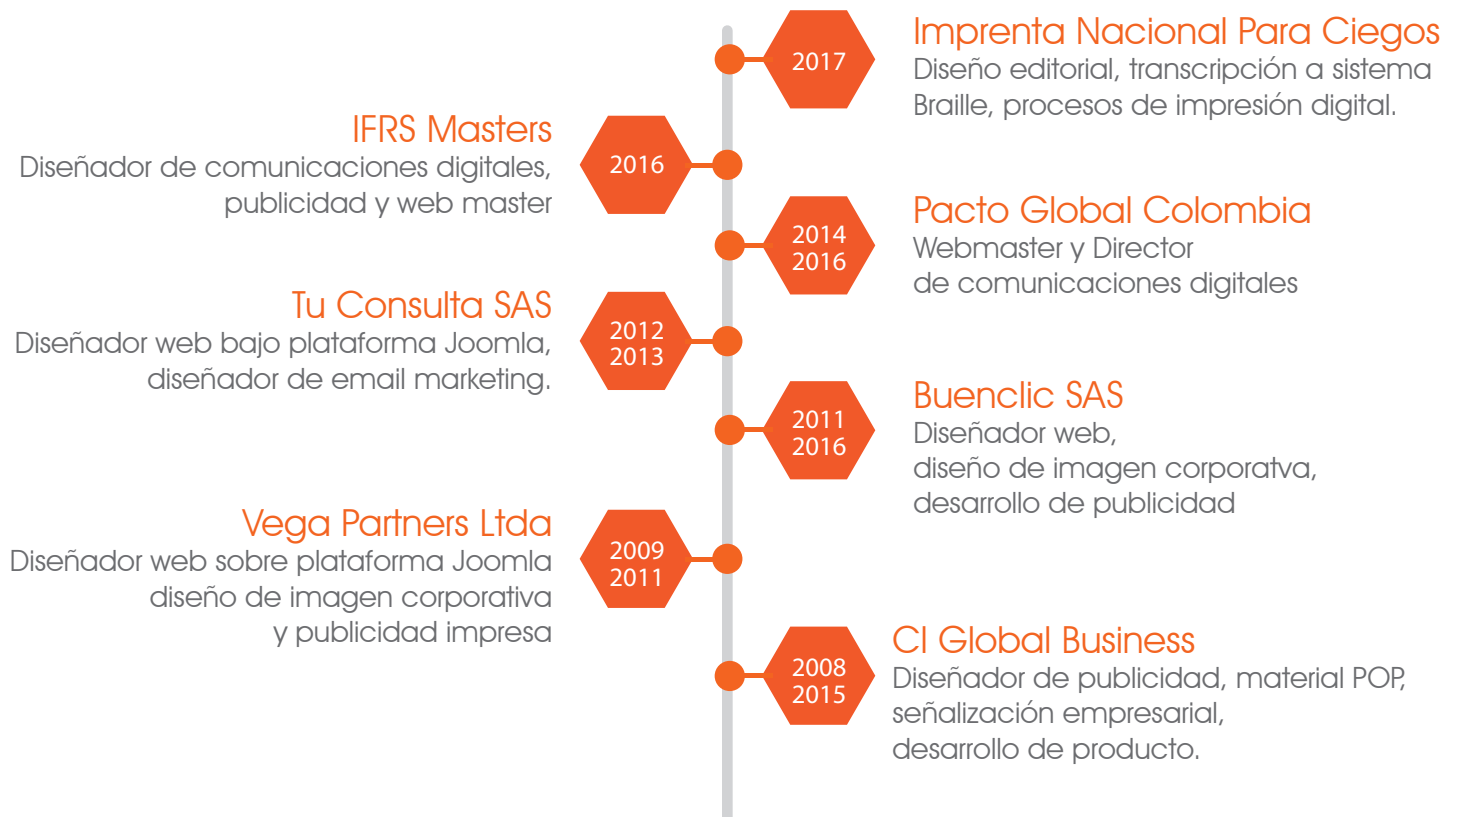 2017
Imprenta Nacional Para Ciegos
Diseño editorial, transcripción a sistema
Braille, procesos de impresión digital.
IFRS Masters
Diseñador de comunicaciones digitales,
publicidad y web master
2016
2014
2016
Pacto Global Colombia
Webmaster y Director
de comunicaciones digitales
Tu Consulta SAS
Diseñador web bajo plataforma Joomla,
diseñador de email marketing.
2012
2013
2011
2016
Buenclic SAS
Diseñador web,
diseño de imagen corporatva,
desarrollo de publicidad
Vega Partners Ltda
Diseñador web sobre plataforma Joomla
diseño de imagen corporativa
y publicidad impresa
2009
2011
2008
2015
CI Global Business
Diseñador de publicidad, material POP,
señalización empresarial,
desarrollo de producto.